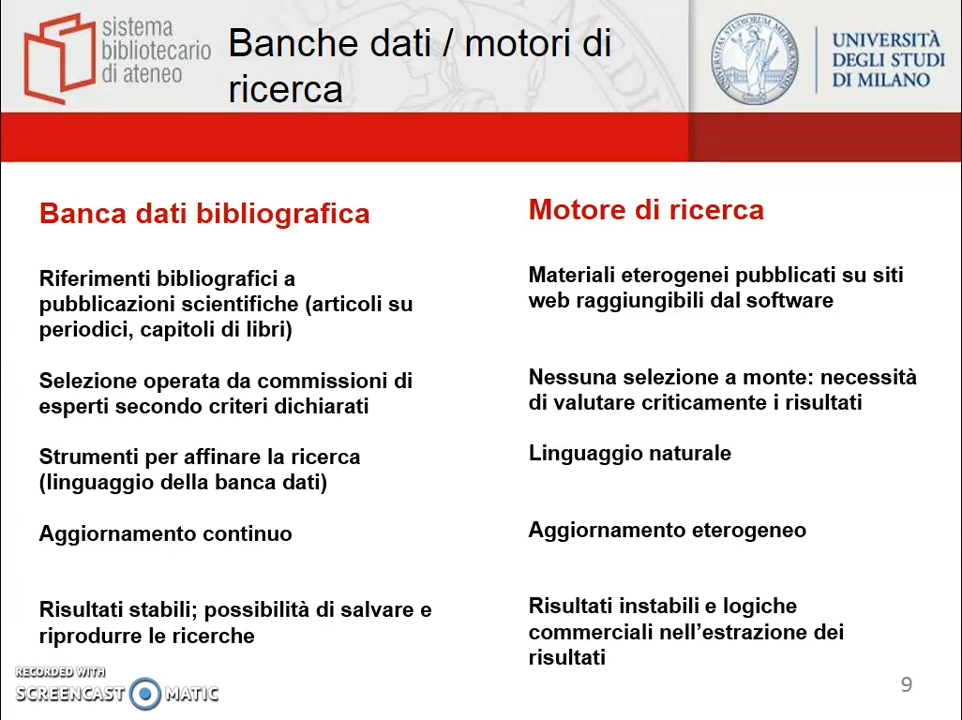 sistema
bibliotecario
di ateneo
Banche dati / motori di
ricerca
UNIVERSITÀ
DEGLI STUDI
DI MILANO
Banca dati bibliografica
Riferimenti bibliografici a
pubblicazioni scientifiche (articoli su
periodici, capitoli di libri)
Selezione operata da commissioni di
esperti secondo criteri dichiarati
Strumenti per affinare la ricerca
(linguaggio della banca dati)
Aggiornamento continuo
Risultati stabili; possibilità di salvare e
riprodurre le ricerche
Motore di ricerca
Materiali eterogenei pubblicati su siti
web raggiungibili dal software
Nessuna selezione a monte: necessità
di valutare criticamente i risultati
Linguaggio naturale
Aggiornamento eterogeneo
Risultati instabili e logiche
commerciali nell'estrazione dei
risultati
RECORDED WITH
SCREENCAST MATIC
9